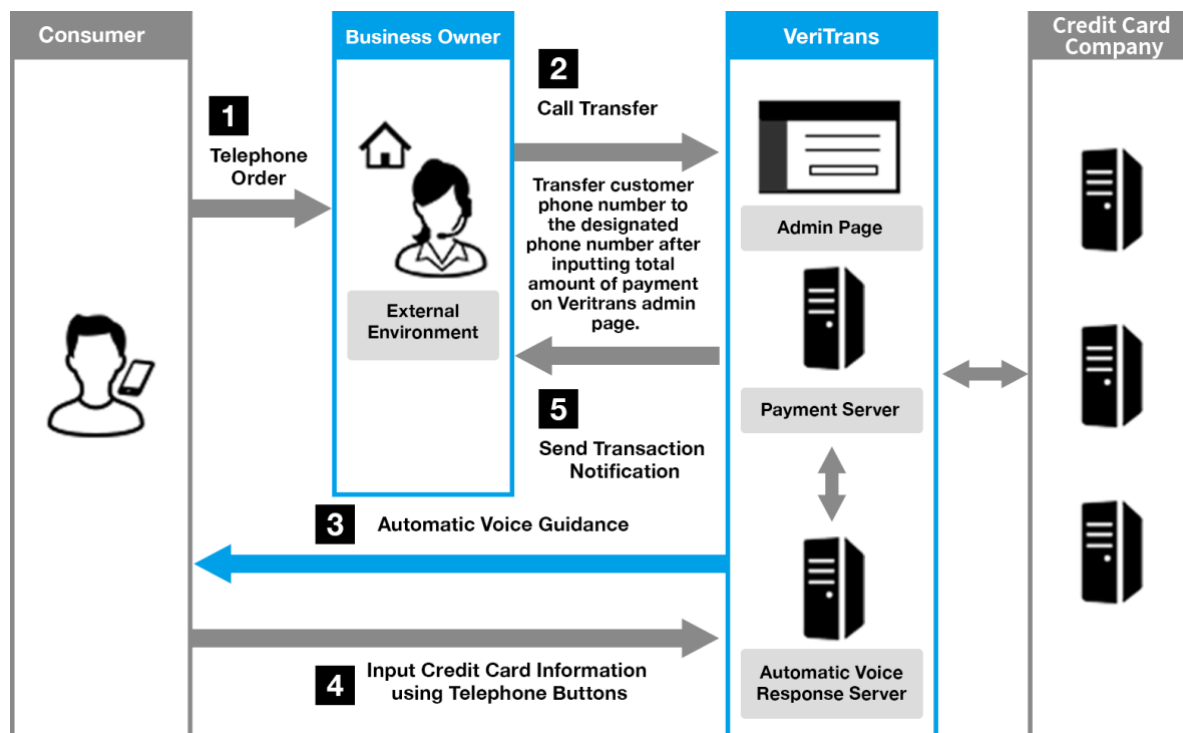 Consumer
Business Owner
VeriTrans
Credit Card
Company
1
Telephone
Order
2
Call Transfer
Transfer customer
phone number to
the designated
phone number after
inputting total
amount of payment
on Veritrans admin
page.
External
Environment
Admin Page
Payment Server
5
Send Transaction
Notification
3
Automatic Voice Guidance
4
Input Credit Card Information
using Telephone Buttons
Automatic Voice
Response Server